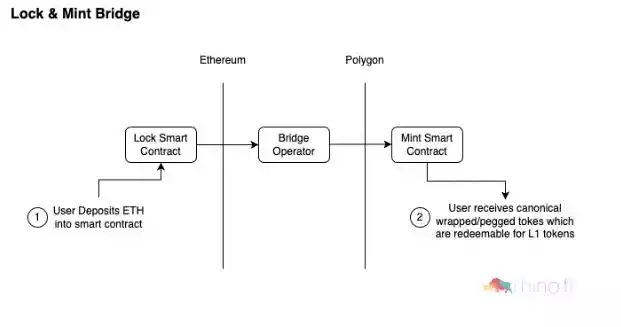 Lock & Mint Bridge
Ethereum
Polygon
Lock Smart
Contract
Bridge
Operator
Mint Smart
Contract
1
User Deposits ETH
into smart contract
2
User receives canonical
wrapped/pegged tokes which
are redeemable for L1 tokens
rhino.fi